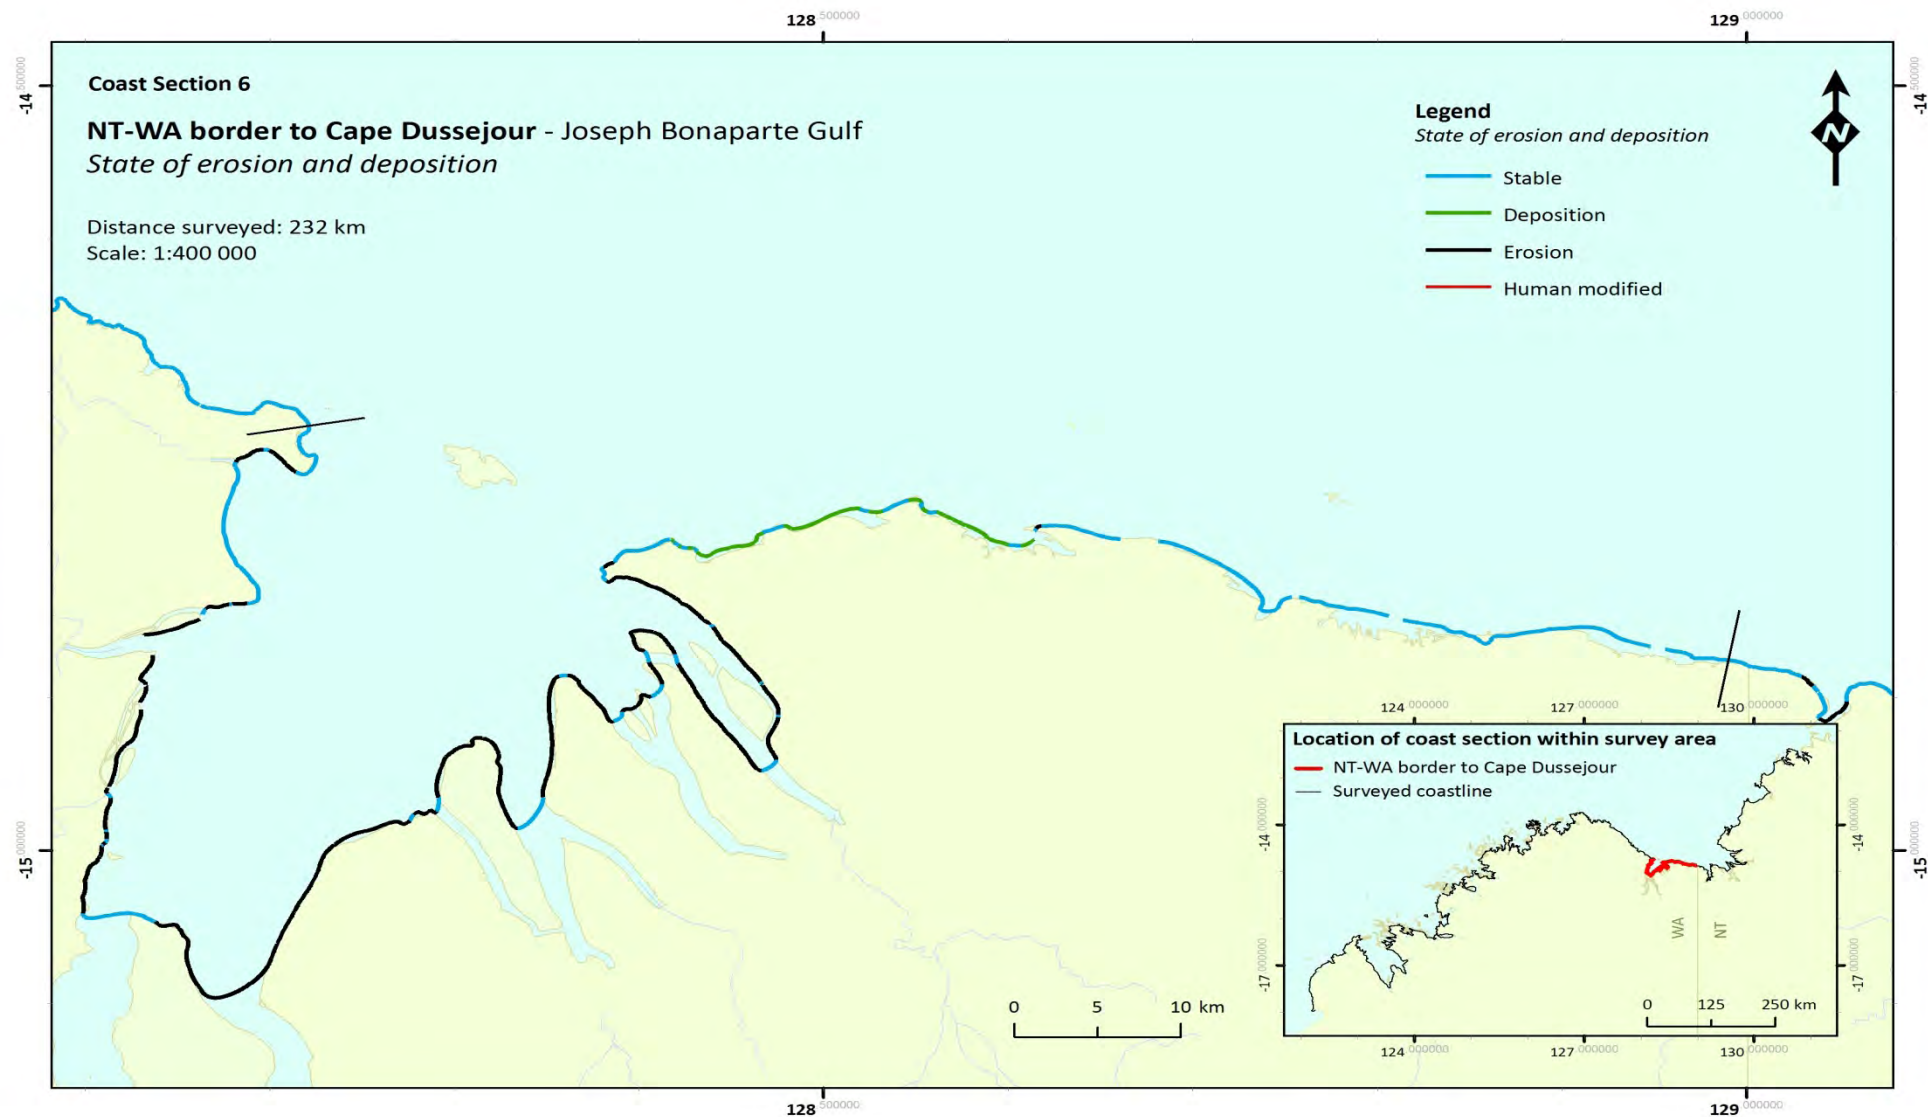 128.500000 129.000000
-14.500000 -14.500000
Coast Section 6
NT-WA border to Cape Dussejour - Joseph Bonaparte Gulf
State of erosion and deposition
Distance surveyed: 232 km
Scale: 1:400 000
Legend
State of erosion and deposition
Stable
Deposition
Erosion
Human modified
N
124.000000 127.000000 130.000000
Location of coast section within survey area
NT-WA border to Cape Dussejour
Surveyed coastline
-14.000000 -14.000000
WA NT
-17.000000 -17.000000
0 125 250 km
124.000000 127.000000 130.000000
-15.000000 -15.000000
0 5 10 km
128.500000 129.000000